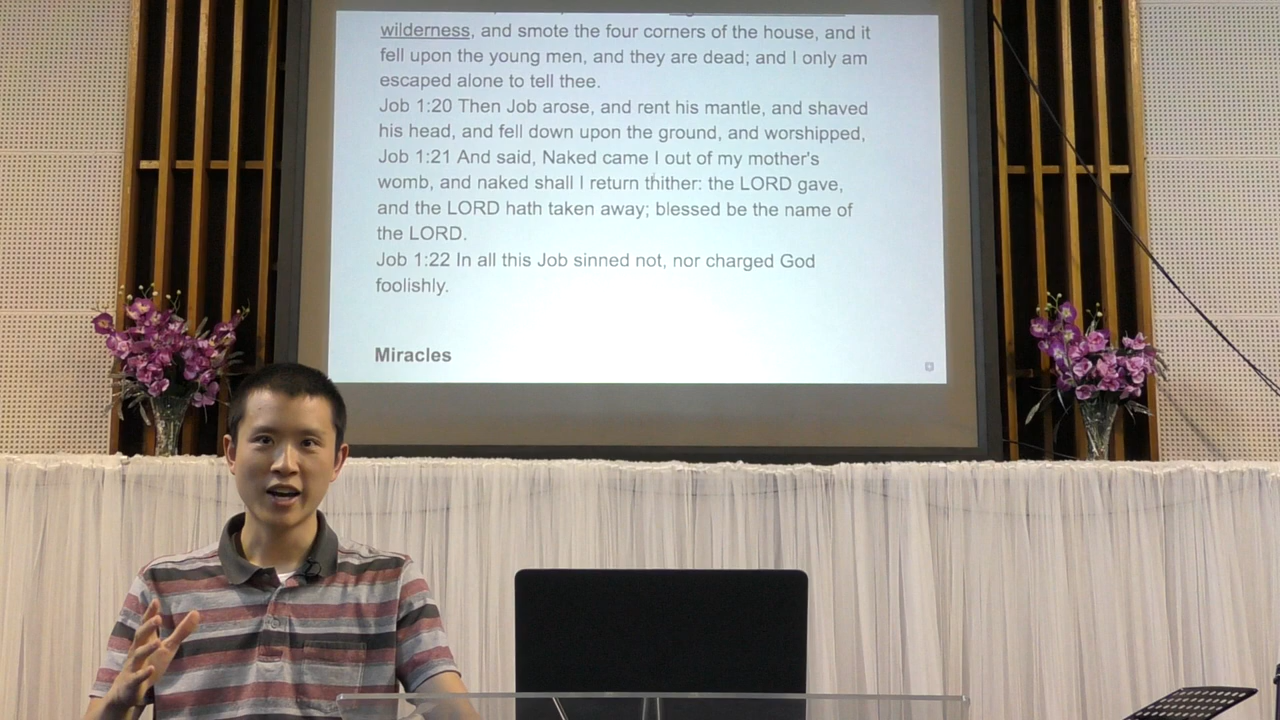 wilderness, and smote the four corners of the house, and it
fell upon the young men, and they are dead; and I only am
escaped alone to tell thee.
Job 1:20 Then Job arose, and rent his mantle, and shaved
his head, and fell down upon the ground, and worshipped,
Job 1:21 And said, Naked came I out of my mother's
womb, and naked shall I return thither: the LORD gave,
and the LORD hath taken away; blessed be the name of
the LORD.
Job 1:22 In all this Job sinned not, nor charged God
foolishly.
Miracles